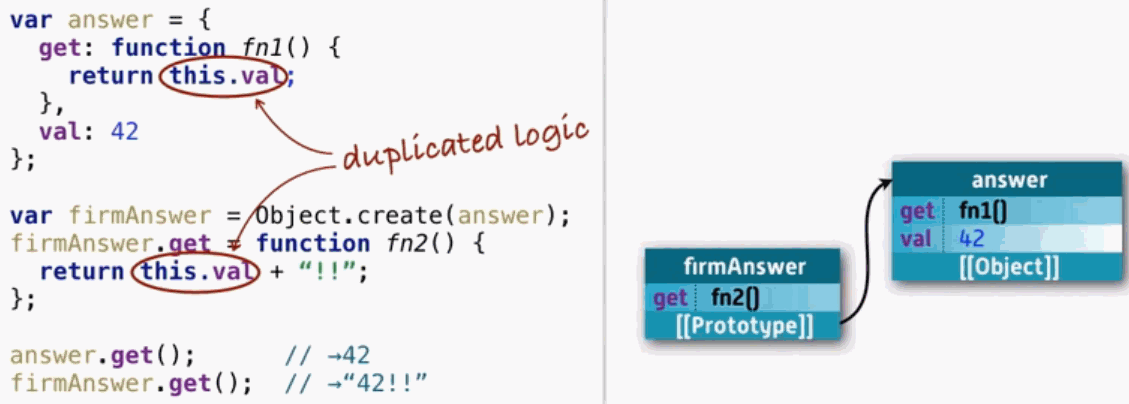 var answer = {
get: function fn1() {
return this.val;
},
val: 42
};
duplicated logic
var firmAnswer = Object.create(answer);
firmAnswer.get = function fn2() {
return this.val + “!!”;
};
answer.get(); // →42
firmAnswer.get(); // →“42!!”
answer
get fn1()
val 42
[[Object]]
firmAnswer
get fn2()
[[Prototype]]